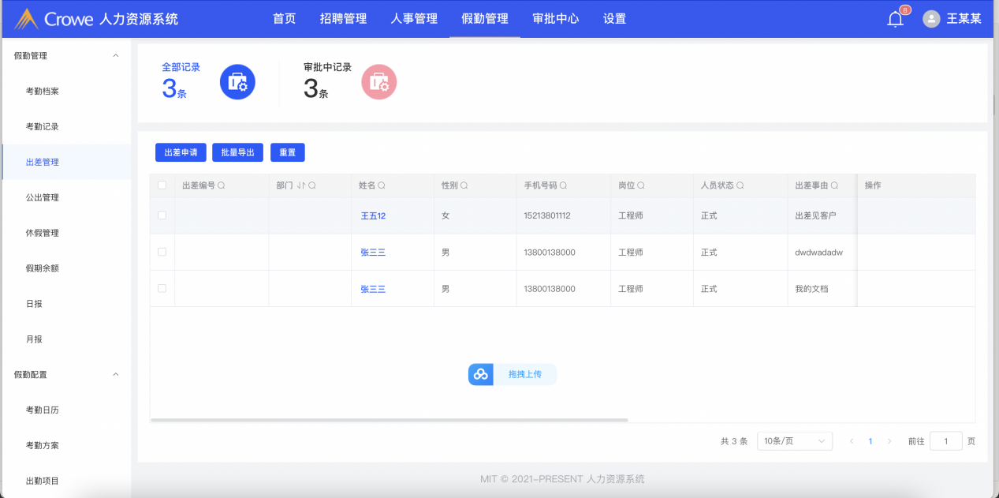 Crowe 人力资源系统 首页 招聘管理 人事管理 假勤管理 审批中心 设置 8 王某某
假勤管理
考勤档案
考勤记录
出差管理
公出管理
休假管理
假期余额
日报
月报
假勤配置
考勤日历
考勤方案
出勤项目
全部记录
3条
审批中记录
3条
出差申请 批量导出 重置
出差编号 部门 姓名 性别 手机号码 岗位 人员状态 出差事由 操作
王五12 女 15213801112 工程师 正式 出差见客户
张三三 男 13800138000 工程师 正式 dwdwadadw
张三三 男 13800138000 工程师 正式 我的文档
拖拽上传
共 3 条 10条/页 1 前往 1 页
MIT © 2021-PRESENT 人力资源系统